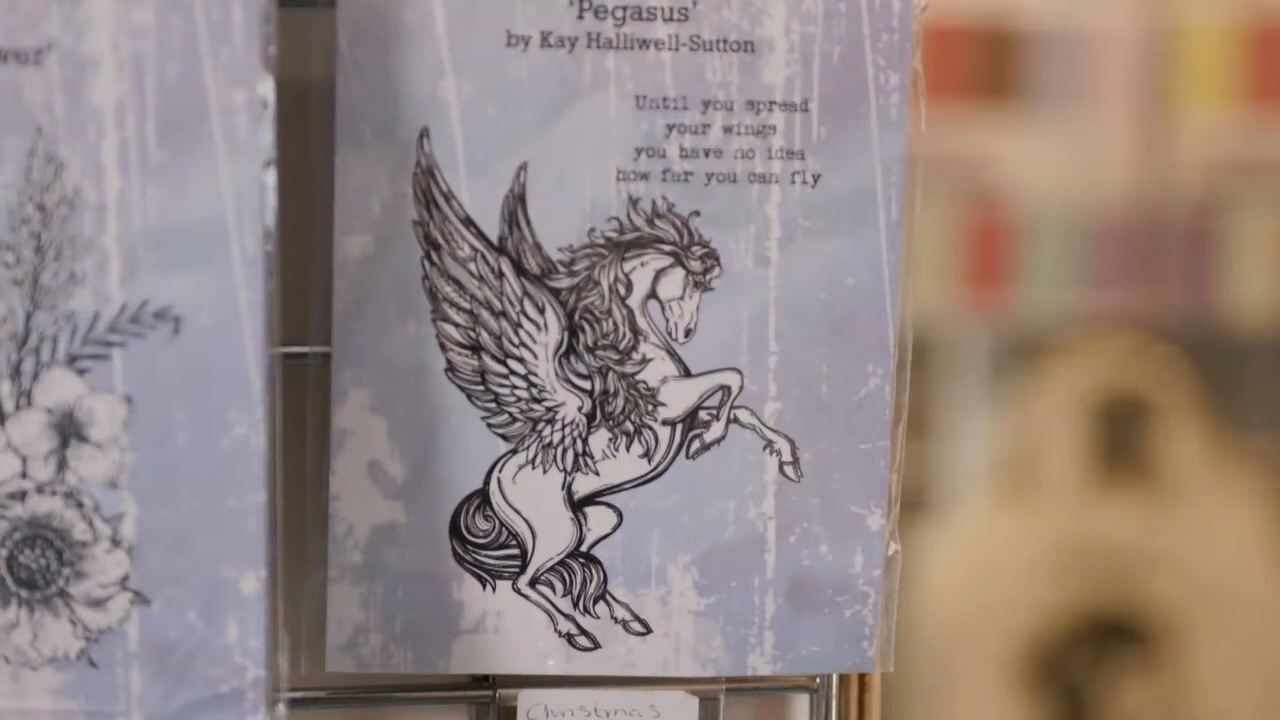 'Pegasus'
by Kay Halliwell-Sutton
Until you spread
your wings
you have no idea
how far you can fly
Christmas